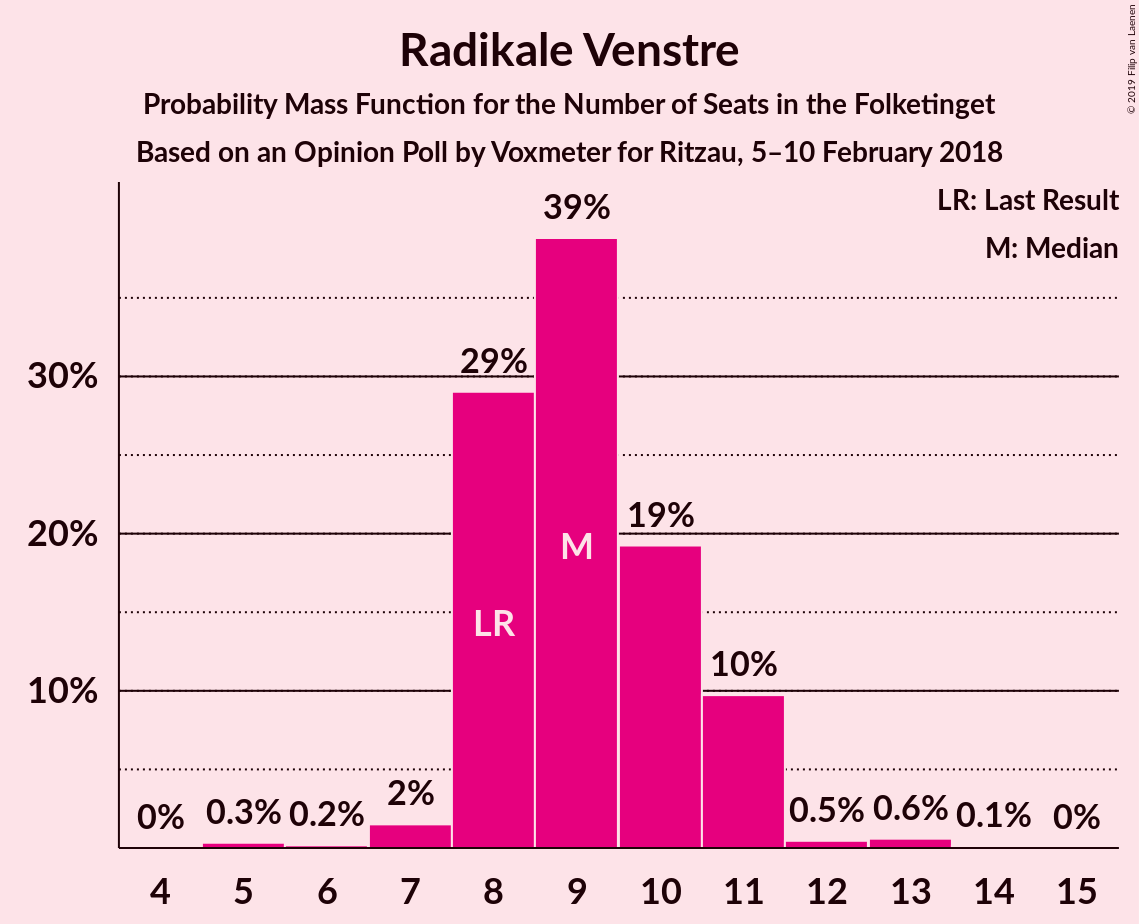 Radikale Venstre
Probability Mass Function for the Number of Seats in the Folketinget
Based on an Opinion Poll by Voxmeter for Ritzau, 5–10 February 2018
© 2019 Filip van Laenen
LR: Last Result
M: Median
39%
29%
30%
19%
20%
M
LR
10%
10%
2%
0%
0.3%
0.2%
0.5%
0.6%
0.1%
0%
4 5 6 7 8 9 10 11 12 13 14 15